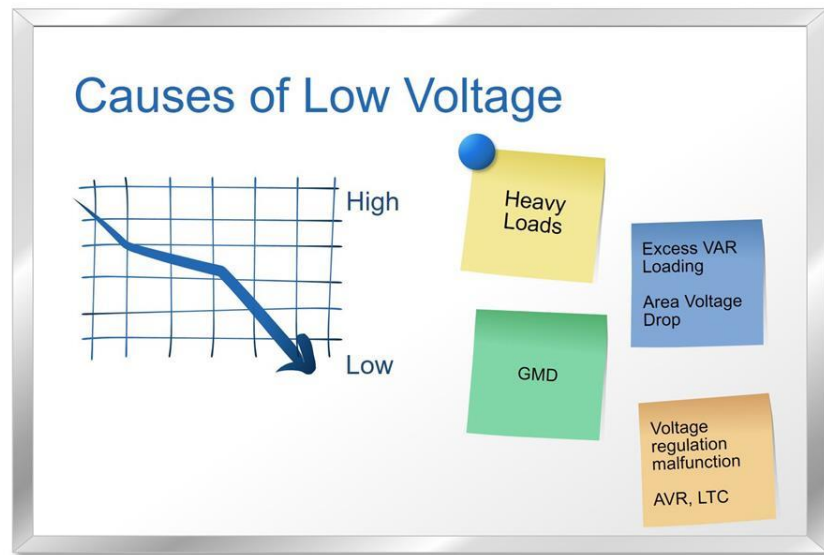 Causes of Low Voltage
High
Low
Heavy
Loads
Excess VAR
Loading
Area Voltage
Drop
GMD
Voltage
regulation
malfunction
AVR, LTC